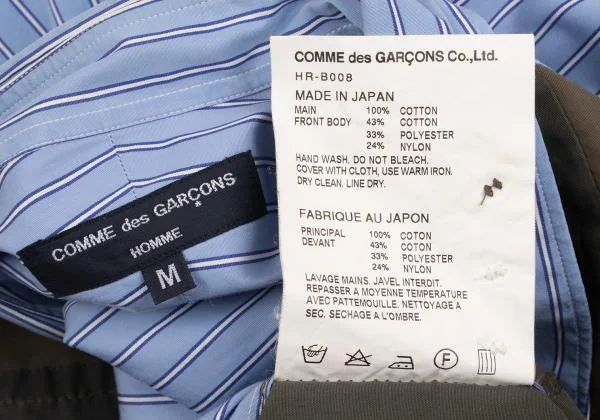 COMME des GARÇONS
HOMME
M
COMME des GARÇONS Co.,Ltd.
HR-B008
MADE IN JAPAN
MAIN 100% COTTON
FRONT BODY 43% COTTON
33% POLYESTER
24% NYLON
HAND WASH. DO NOT BLEACH.
COVER WITH CLOTH, USE WARM IRON.
DRY CLEAN. LINE DRY.
FABRIQUE AU JAPON
PRINCIPAL 100% COTON
DEVANT 43% COTON
33% POLYESTER
24% NYLON
LAVAGE MAINS. JAVEL INTERDIT.
REPASSER A MOYENNE TEMPERATURE
AVEC PATTEMOUILLE. NETTOYAGE A
SEC. SECHAGE A L'OMBRE.
F